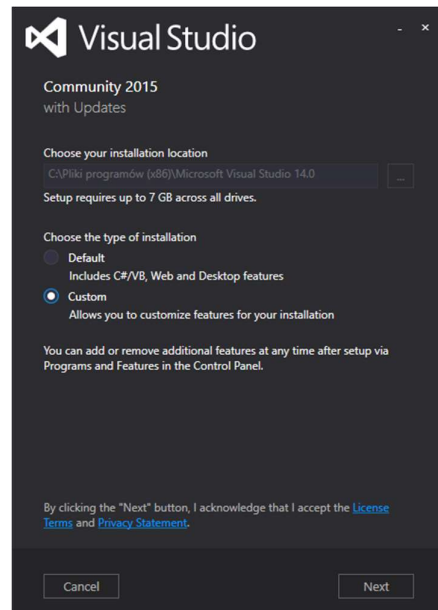 Visual Studio
Community 2015
with Updates
Choose your installation location
C:\Pliki programów (x86)\Microsoft Visual Studio 14.0
...
Setup requires up to 7 GB across all drives.
Choose the type of installation
Default
Includes C#/VB, Web and Desktop features
Custom
Allows you to customize features for your installation
You can add or remove additional features at any time after setup via
Programs and Features in the Control Panel.
By clicking the "Next" button, I acknowledge that I accept the License
Terms and Privacy Statement.
Cancel
Next